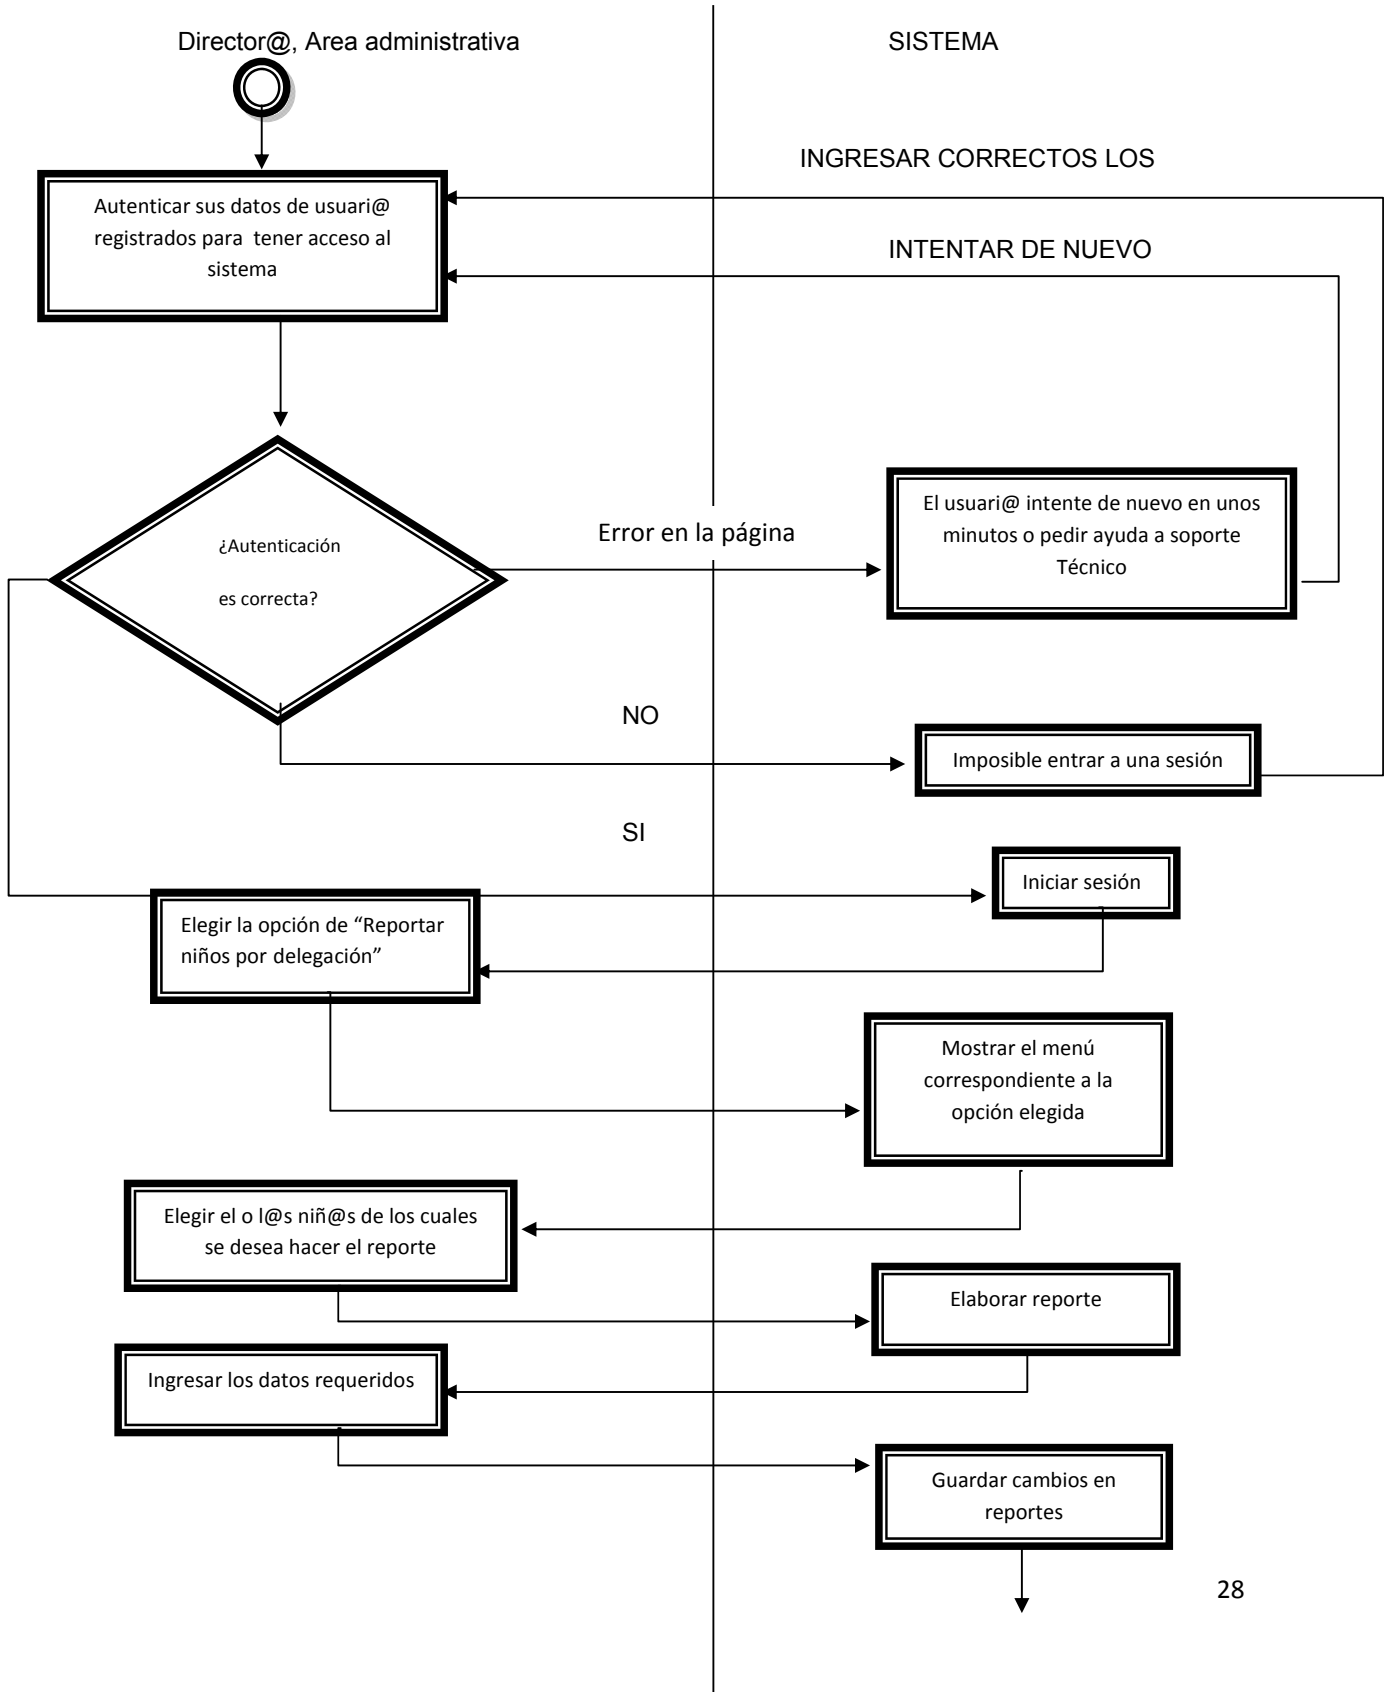 Director@, Area administrativa
SISTEMA
INGRESAR CORRECTOS LOS
Autenticar sus datos de usuari@
registrados para tener acceso al
sistema
INTENTAR DE NUEVO
¿Autenticación
es correcta?
Error en la página
El usuari@ intente de nuevo en unos
minutos o pedir ayuda a soporte
Técnico
NO
Imposible entrar a una sesión
SI
Iniciar sesión
Elegir la opción de “Reportar
niños por delegación”
Mostrar el menú
correspondiente a la
opción elegida
Elegir el o l@s niñ@s de los cuales
se desea hacer el reporte
Elaborar reporte
Ingresar los datos requeridos
Guardar cambios en
reportes
28